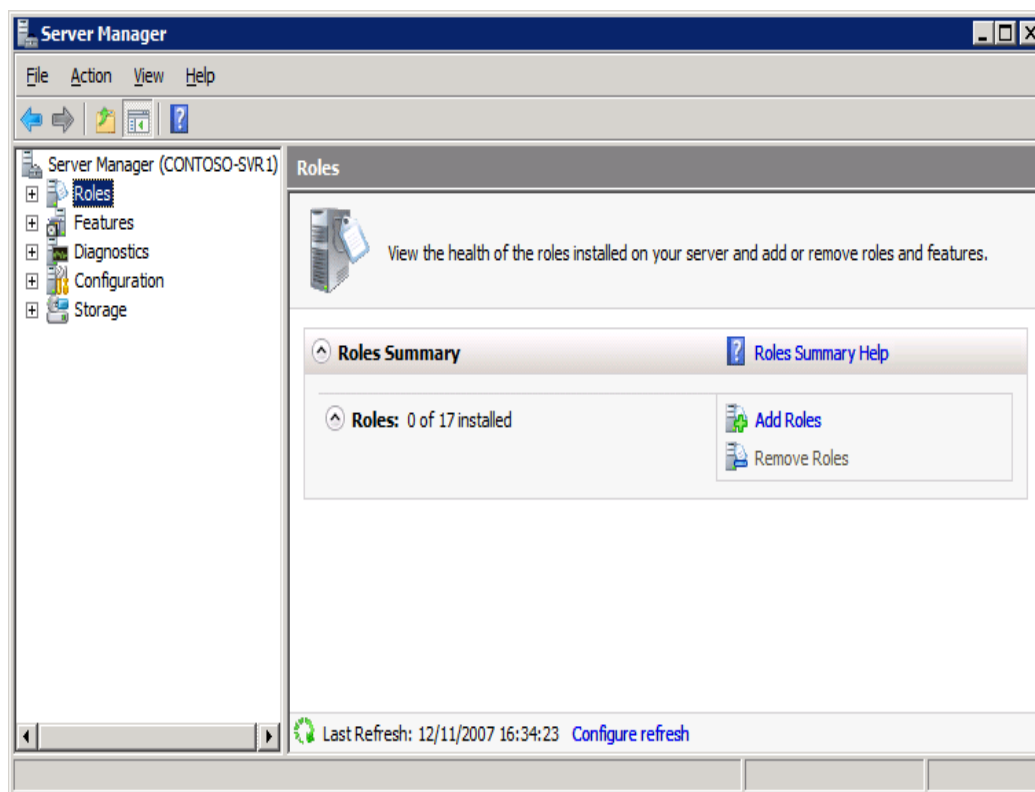 Server Manager
File Action View Help
Server Manager (CONTOSO-SVR1)
Roles
Features
Diagnostics
Configuration
Storage
Roles
View the health of the roles installed on your server and add or remove roles and features.
Roles Summary
Roles Summary Help
Roles: 0 of 17 installed
Add Roles
Remove Roles
Last Refresh: 12/11/2007 16:34:23 Configure refresh